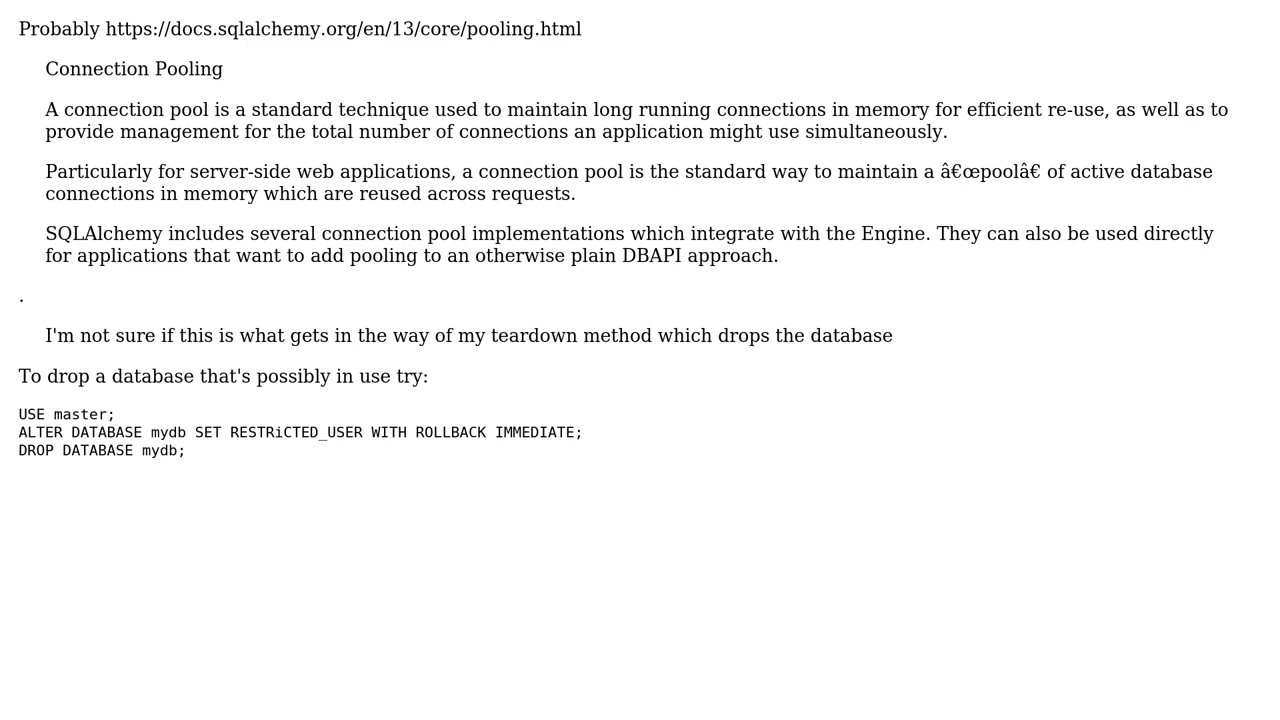 Probably https://docs.sqlalchemy.org/en/13/core/pooling.html
Connection Pooling
A connection pool is a standard technique used to maintain long running connections in memory for efficient re-use, as well as to
provide management for the total number of connections an application might use simultaneously.
Particularly for server-side web applications, a connection pool is the standard way to maintain a â€œpoolâ€ of active database
connections in memory which are reused across requests.
SQLAlchemy includes several connection pool implementations which integrate with the Engine. They can also be used directly
for applications that want to add pooling to an otherwise plain DBAPI approach.
.
I'm not sure if this is what gets in the way of my teardown method which drops the database
To drop a database that's possibly in use try:
USE master;
ALTER DATABASE mydb SET RESTRiCTED_USER WITH ROLLBACK IMMEDIATE;
DROP DATABASE mydb;